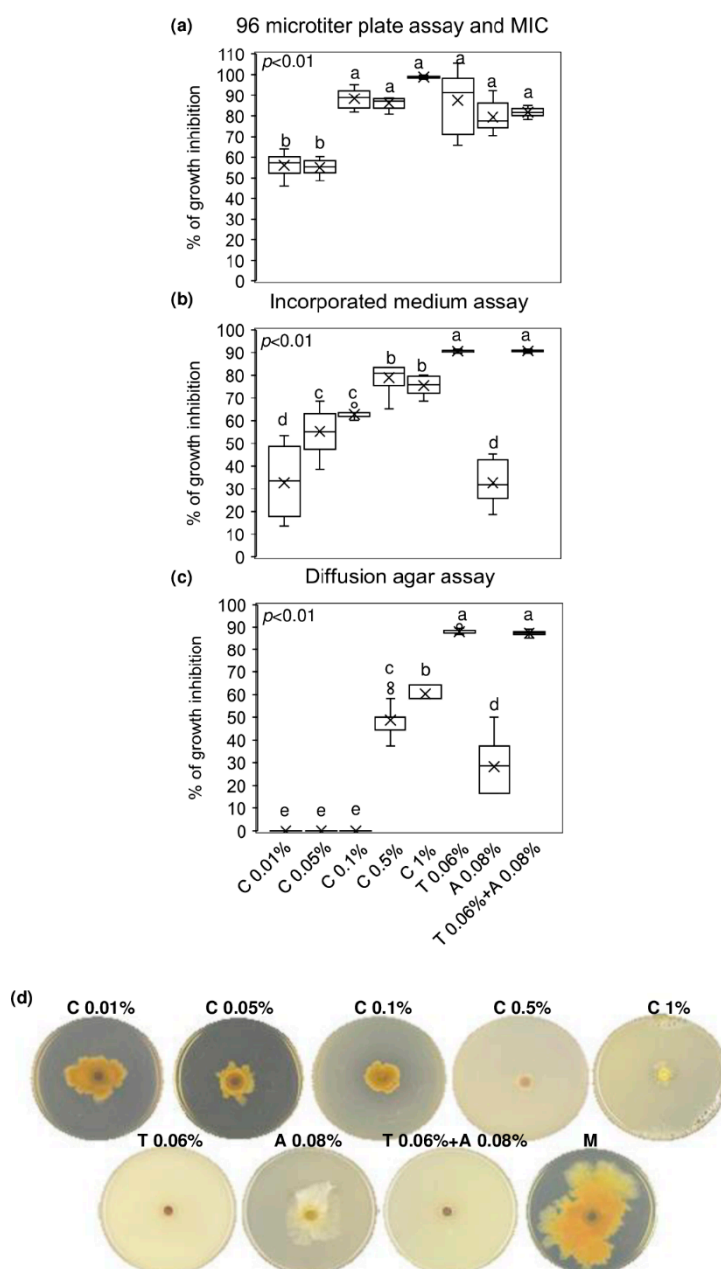 (a) 96 microtiter plate assay and MIC
p<0.01
% of growth inhibition
110
100
90
80
70
60
50
40
30
20
10
0
b b a a a a a a
(b) Incorporated medium assay
p<0.01
% of growth inhibition
100
90
80
70
60
50
40
30
20
10
0
d c c b b a d a
(c) Diffusion agar assay
p<0.01
% of growth inhibition
100
90
80
70
60
50
40
30
20
10
0
e e e c b a d a
C 0.01%
C 0.05%
C 0.1%
C 0.5%
C 1%
T 0.06%
A 0.08%
T 0.06%+A 0.08%
(d)
C 0.01% C 0.05% C 0.1% C 0.5% C 1%
T 0.06% A 0.08% T 0.06%+A 0.08% M